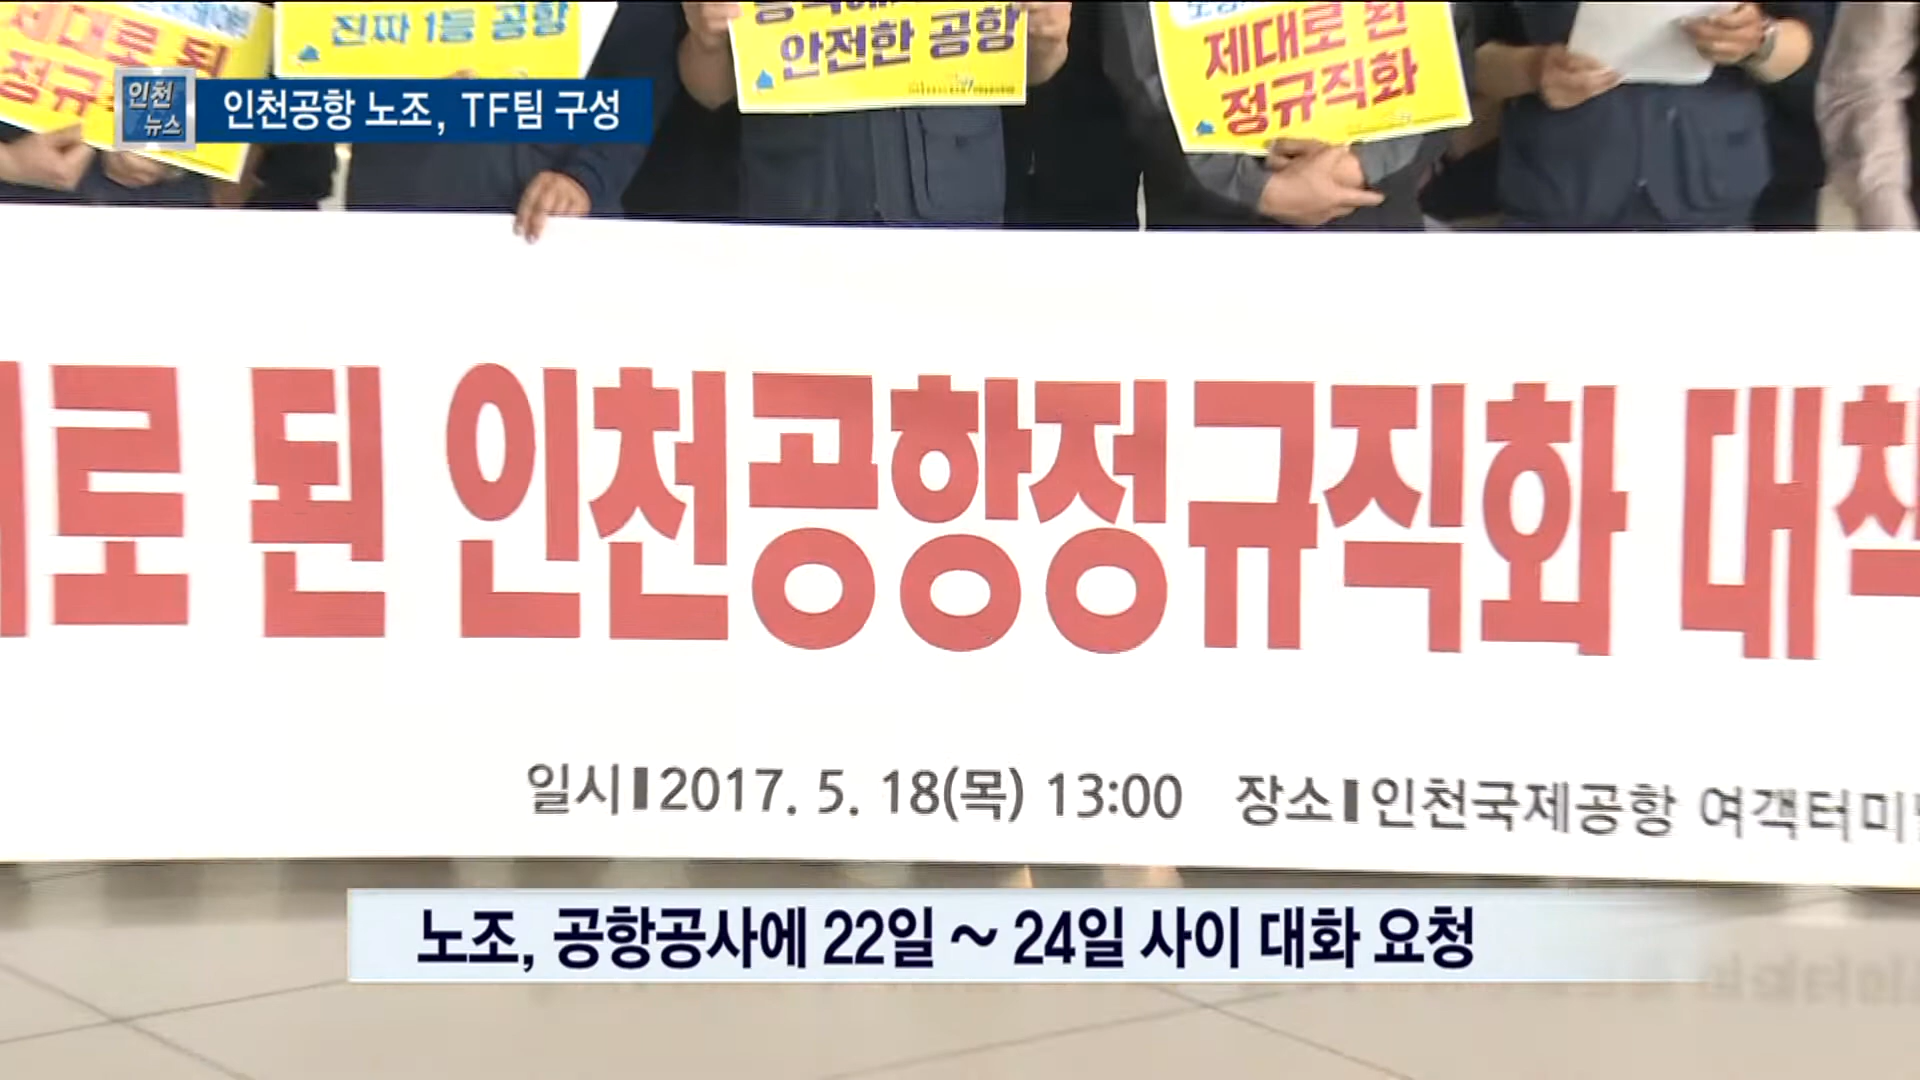 진짜 1등 공항
안전한 공항
제대로 된
정규직화
제대로 된
정규
인천
뉴스
인천공항 노조, TF팀 구성
로 된 인천공항정규직화 대책
일시 2017. 5. 18(목) 13:00 장소 인천국제공항 여객터미
노조, 공항공사에 22일 ~ 24일 사이 대화 요청